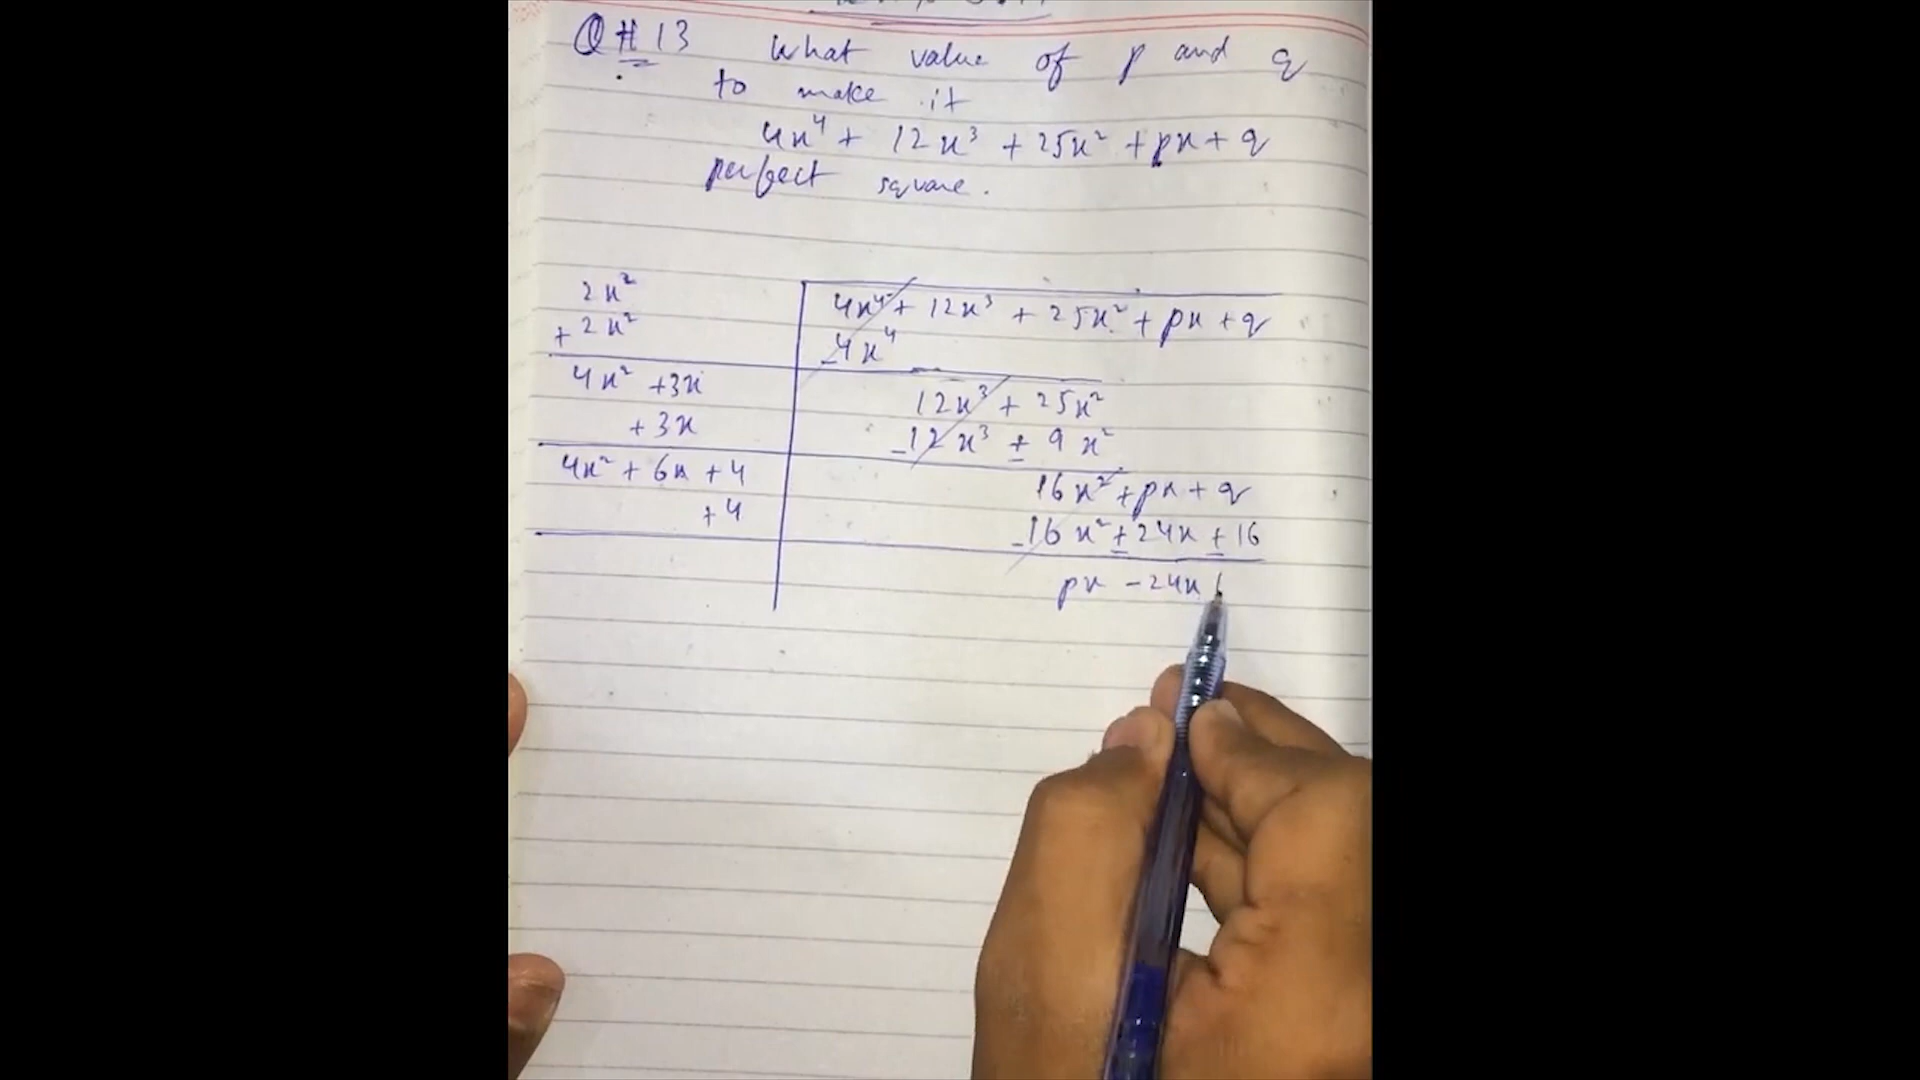 Q # 13 What value of p and q
to make it
4x⁴ + 12x³ + 25x² + px + q
perfect square.
2x²
+ 2x²
4x² + 3x
+ 3x
4x² + 6x + 4
+ 4
4x⁴ + 12x³ + 25x² + px + q
- 4x⁴
12x³ + 25x²
- 12x³ ± 9x²
16x² + px + q
- 16x² ± 24x ± 16
px - 24x